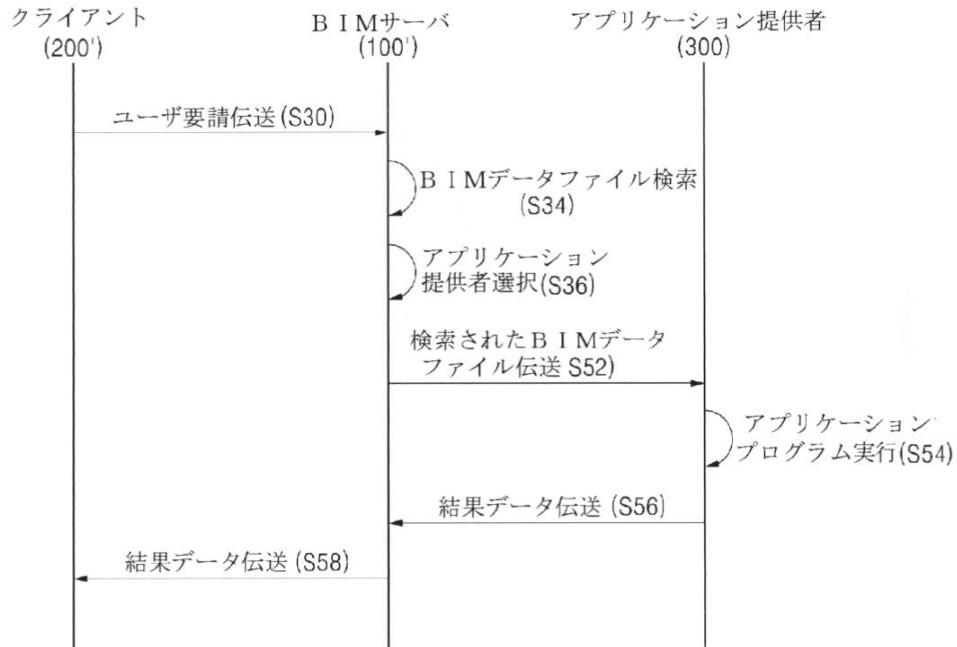 クライアント
(200')
ＢＩＭサーバ
(100')
アプリケーション提供者
(300)
ユーザ要請伝送(S30)
ＢＩＭデータファイル検索
(S34)
アプリケーション
提供者選択(S36)
検索されたＢＩＭデータ
ファイル伝送 S52)
アプリケーション
プログラム実行(S54)
結果データ伝送 (S56)
結果データ伝送 (S58)